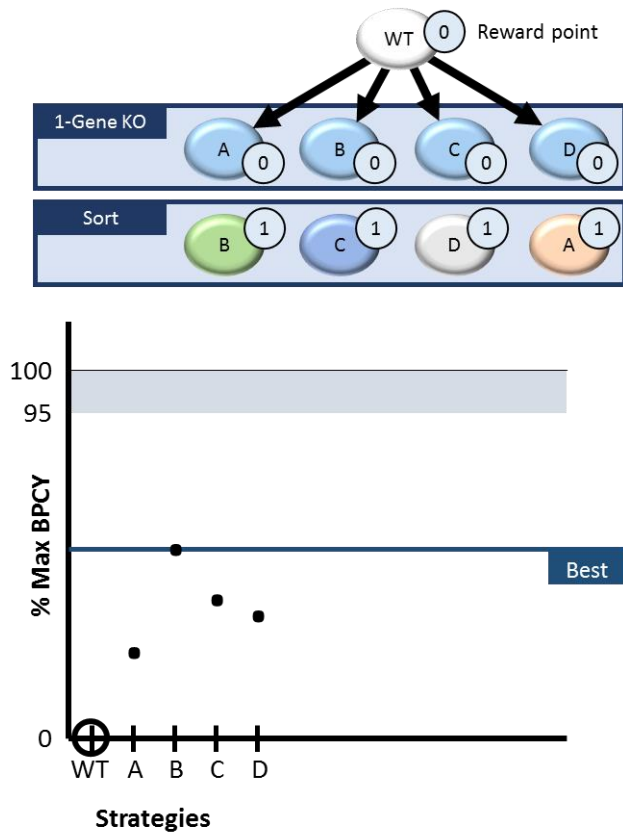 WT 0 Reward point
1-Gene KO
A 0 B 0 C 0 D 0
Sort
B 1 C 1 D 1 A 1
100
95
% Max BPCY
Best
0
WT A B C D
Strategies